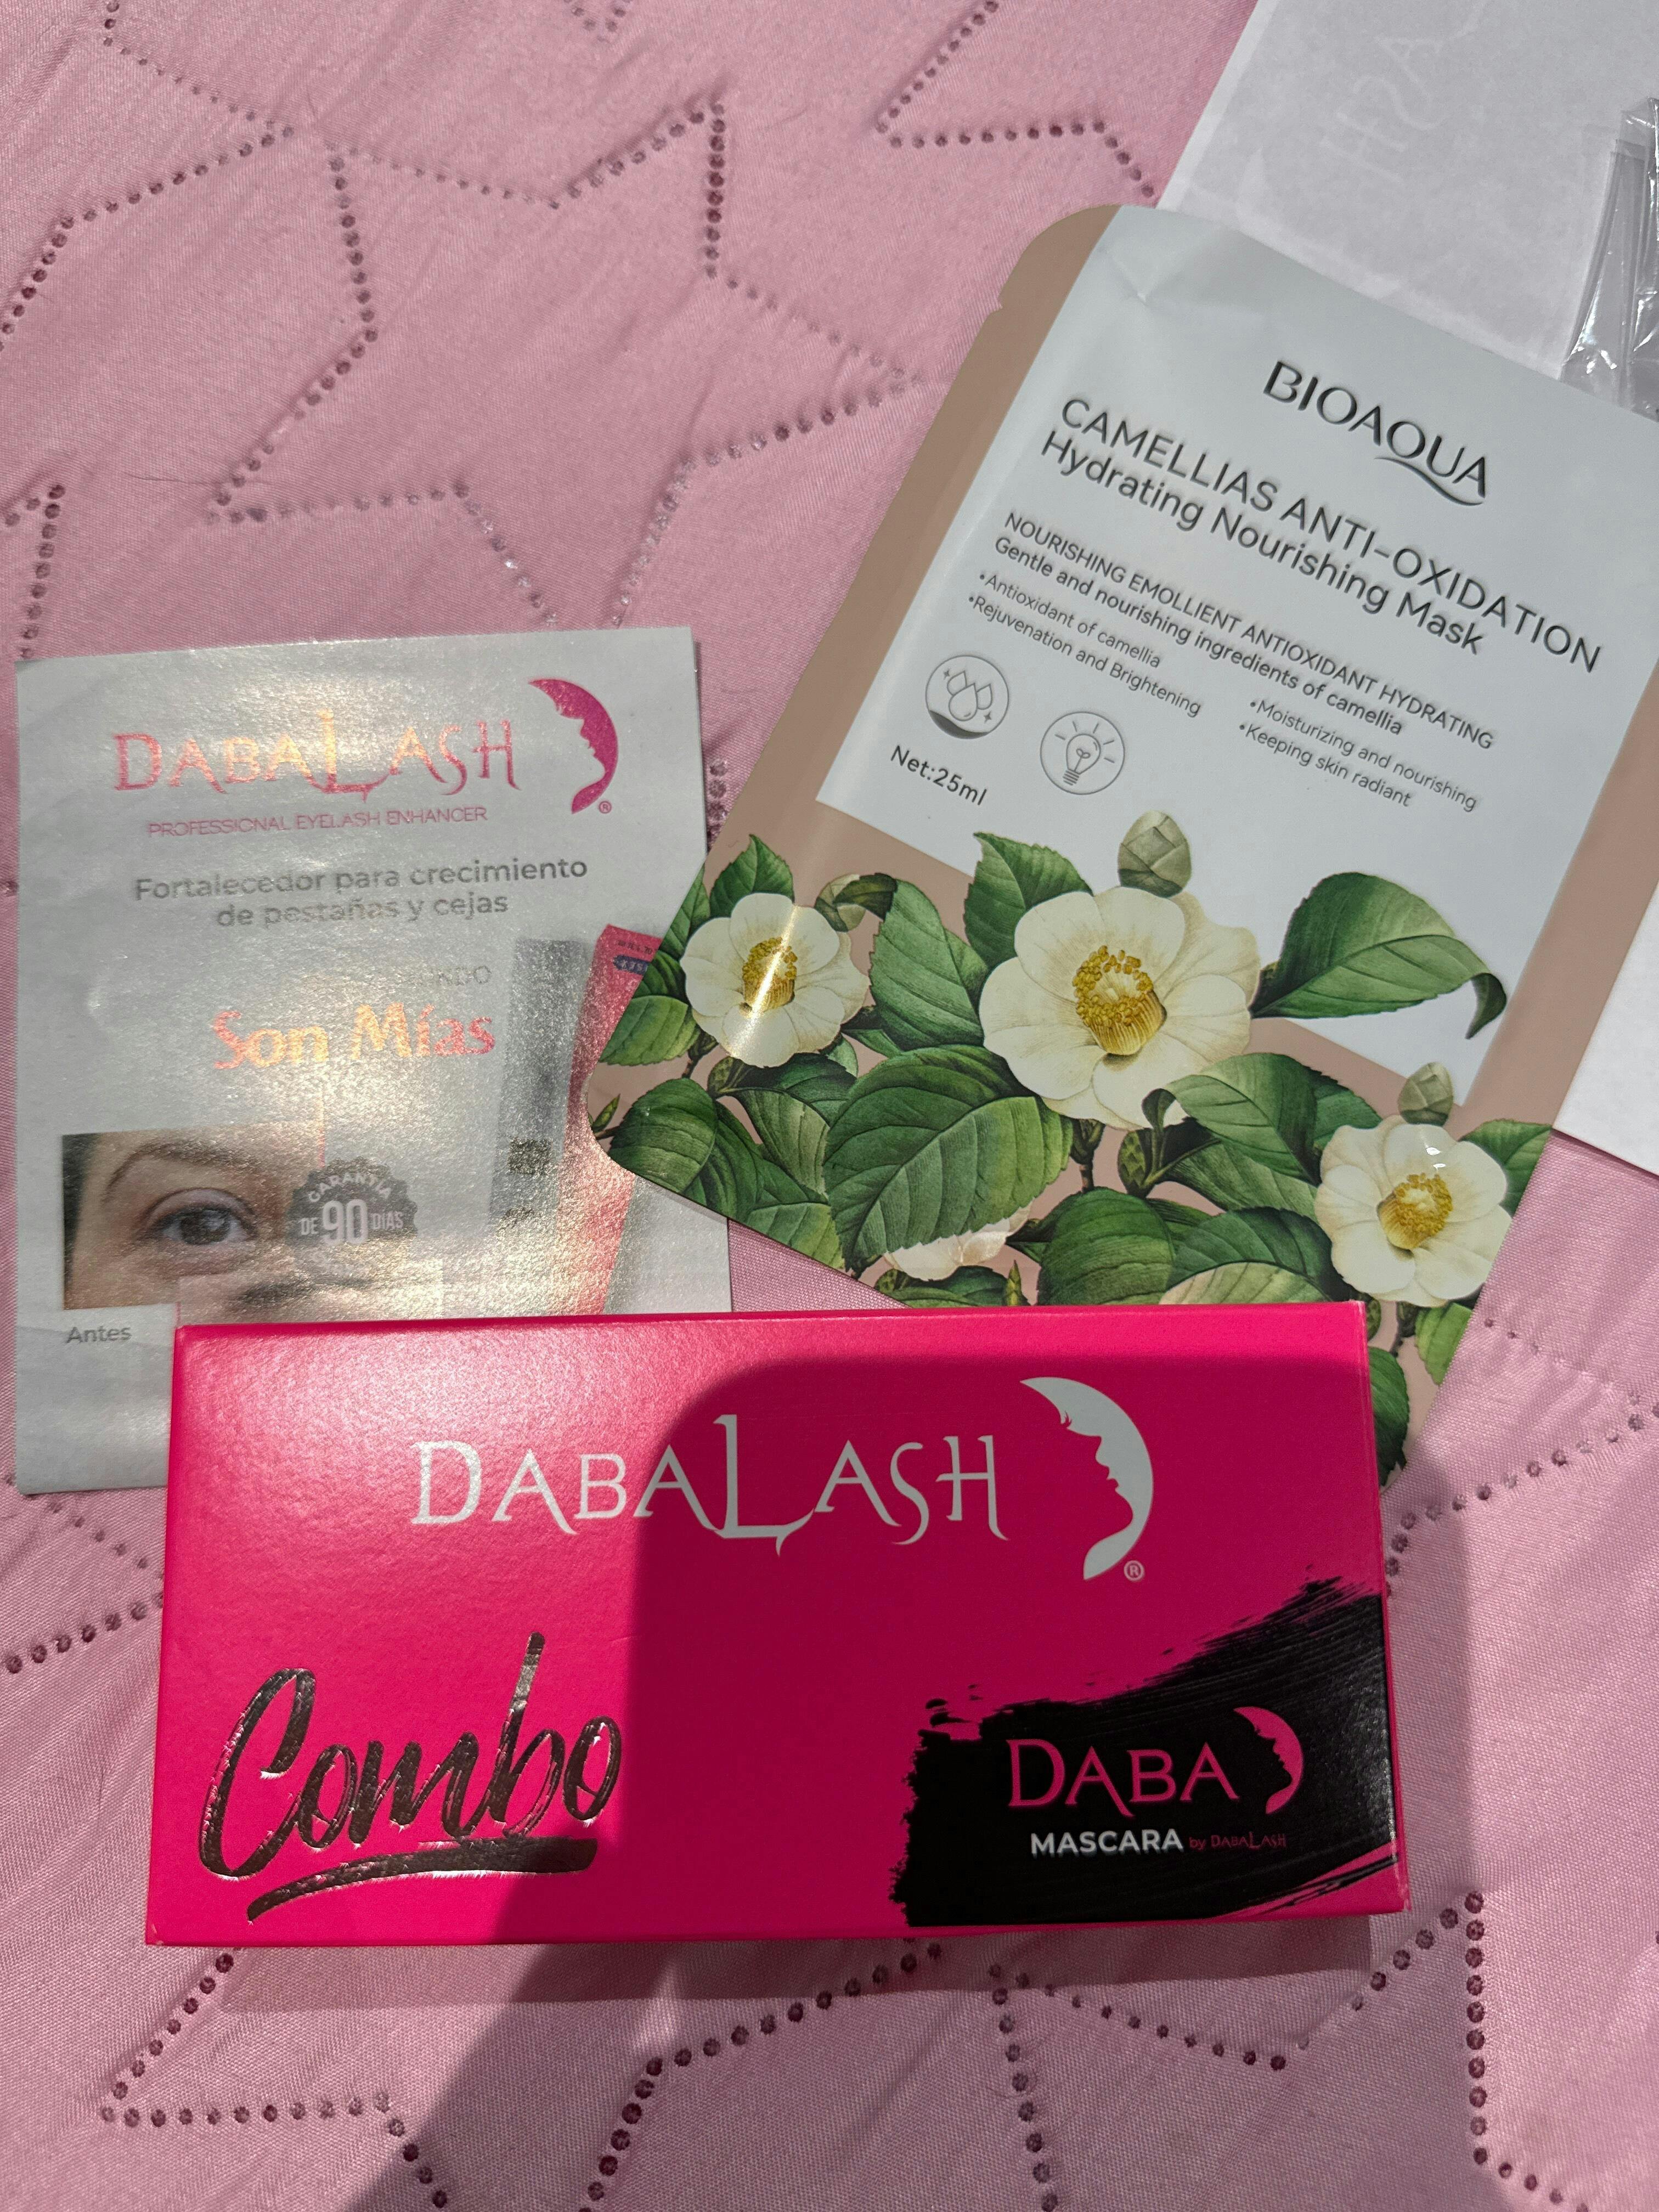 BIOAQUA
CAMELLIAS ANTI-OXIDATION
Hydrating Nourishing Mask
NOURISHING EMOLLIENT ANTIOXIDANT HYDRATING
Gentle and nourishing ingredients of camellia
•Antioxidant of camellia
•Rejuvenation and Brightening
•Moisturizing and nourishing
•Keeping skin radiant
Net:25ml
DABALASH
®
PROFESSIONAL EYELASH ENHANCER
Fortalecedor para crecimiento
de pestañas y cejas
Son Mías
GARANTIA
DE 90 DIAS
Antes
DABALASH
®
Combo
DABA
MASCARA by DABALASH